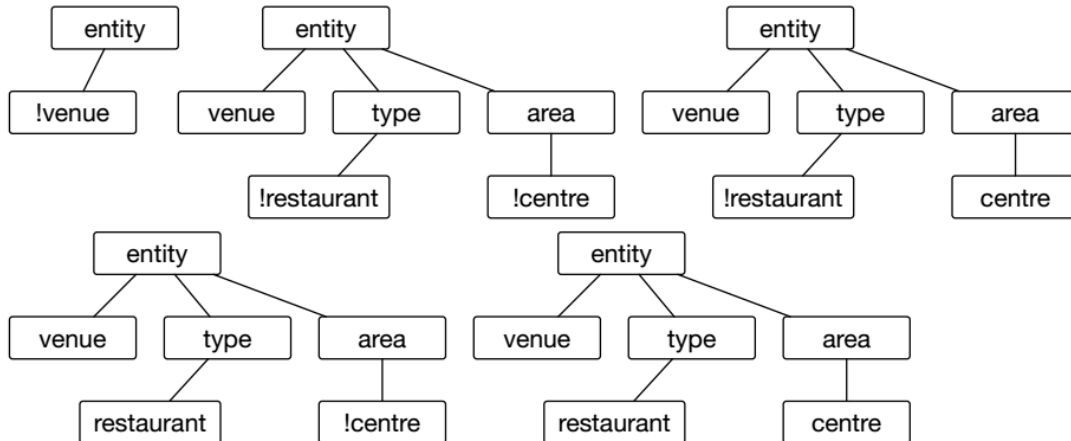 entity entity entity
!venue venue type area venue type area
!restaurant !centre !restaurant centre
entity entity
venue type area venue type area
restaurant !centre restaurant centre